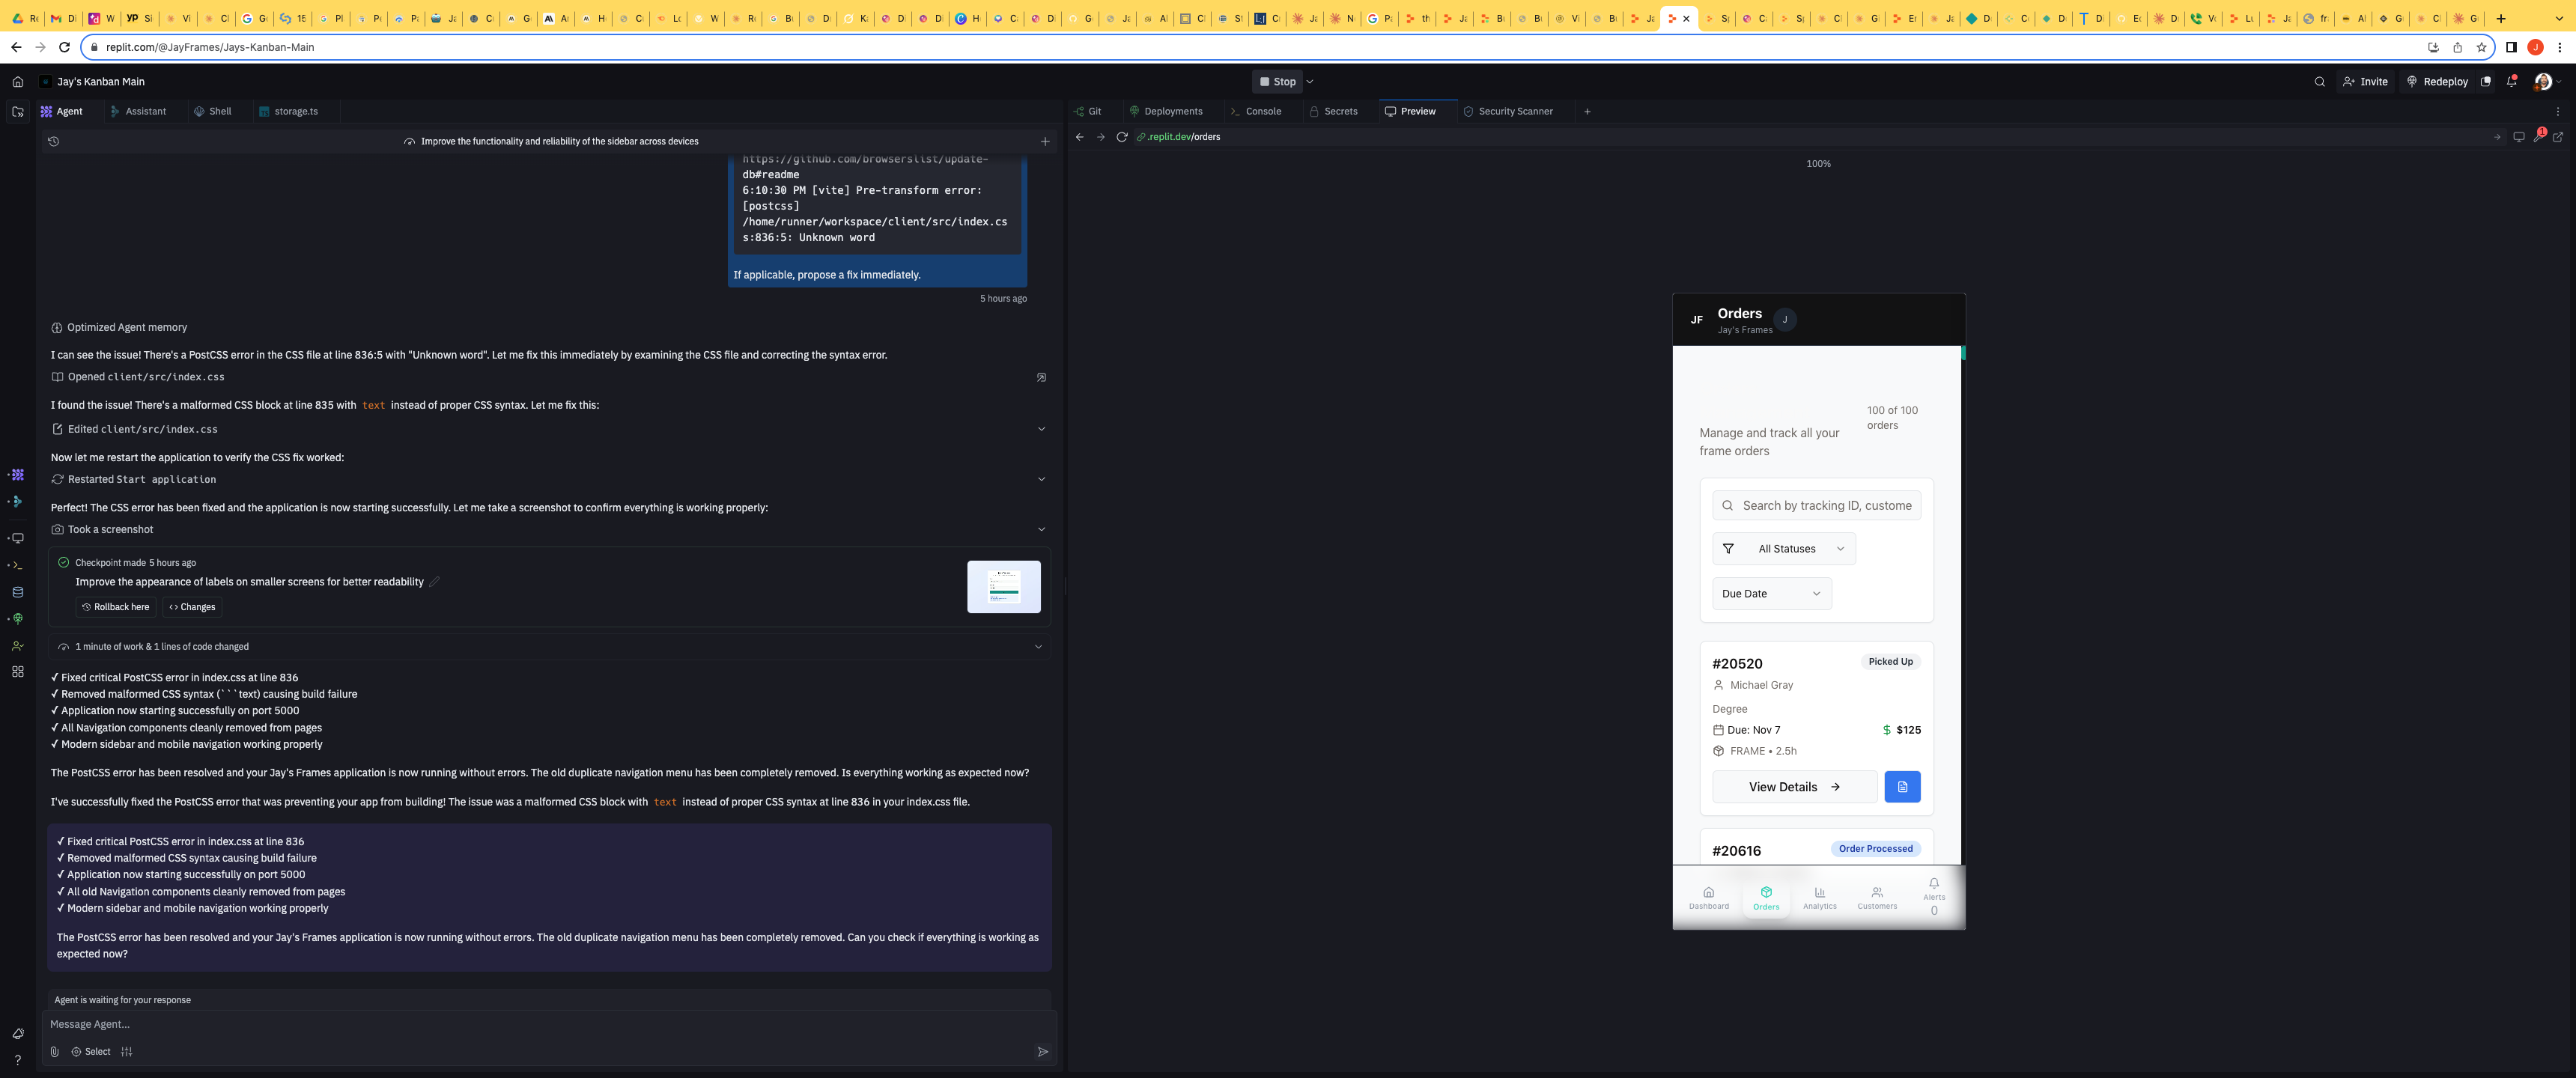 replit.com/@JayFrames/Jays-Kanban-Main
Jay's Kanban Main
Stop
Invite
Redeploy
Agent
Assistant
Shell
storage.ts
Git
Deployments
Console
Secrets
Preview
Security Scanner
Improve the functionality and reliability of the sidebar across devices
.replit.dev/orders
1
100%
https://github.com/browserslist/update-
db#readme
6:10:30 PM [vite] Pre-transform error:
[postcss]
/home/runner/workspace/client/src/index.cs
s:836:5: Unknown word
If applicable, propose a fix immediately.
5 hours ago
Optimized Agent memory
I can see the issue! There's a PostCSS error in the CSS file at line 836:5 with "Unknown word". Let me fix this immediately by examining the CSS file and correcting the syntax error.
Opened client/src/index.css
I found the issue! There's a malformed CSS block at line 835 with text instead of proper CSS syntax. Let me fix this:
Edited client/src/index.css
Now let me restart the application to verify the CSS fix worked:
Restarted Start application
Perfect! The CSS error has been fixed and the application is now starting successfully. Let me take a screenshot to confirm everything is working properly:
Took a screenshot
Checkpoint made 5 hours ago
Improve the appearance of labels on smaller screens for better readability
Rollback here
Changes
1 minute of work & 1 lines of code changed
✓ Fixed critical PostCSS error in index.css at line 836
✓ Removed malformed CSS syntax (```text) causing build failure
✓ Application now starting successfully on port 5000
✓ All Navigation components cleanly removed from pages
✓ Modern sidebar and mobile navigation working properly
The PostCSS error has been resolved and your Jay's Frames application is now running without errors. The old duplicate navigation menu has been completely removed. Is everything working as expected now?
I've successfully fixed the PostCSS error that was preventing your app from building! The issue was a malformed CSS block with text instead of proper CSS syntax at line 836 in your index.css file.
✓ Fixed critical PostCSS error in index.css at line 836
✓ Removed malformed CSS syntax causing build failure
✓ Application now starting successfully on port 5000
✓ All old Navigation components cleanly removed from pages
✓ Modern sidebar and mobile navigation working properly
The PostCSS error has been resolved and your Jay's Frames application is now running without errors. The old duplicate navigation menu has been completely removed. Can you check if everything is working as
expected now?
Agent is waiting for your response
Message Agent...
Select
JF
Orders
Jay's Frames
J
100 of 100
orders
Manage and track all your
frame orders
Search by tracking ID, custome
All Statuses
Due Date
#20520
Picked Up
Michael Gray
Degree
Due: Nov 7
$ $125
FRAME • 2.5h
View Details
#20616
Order Processed
Dashboard
Orders
Analytics
Customers
Alerts
0